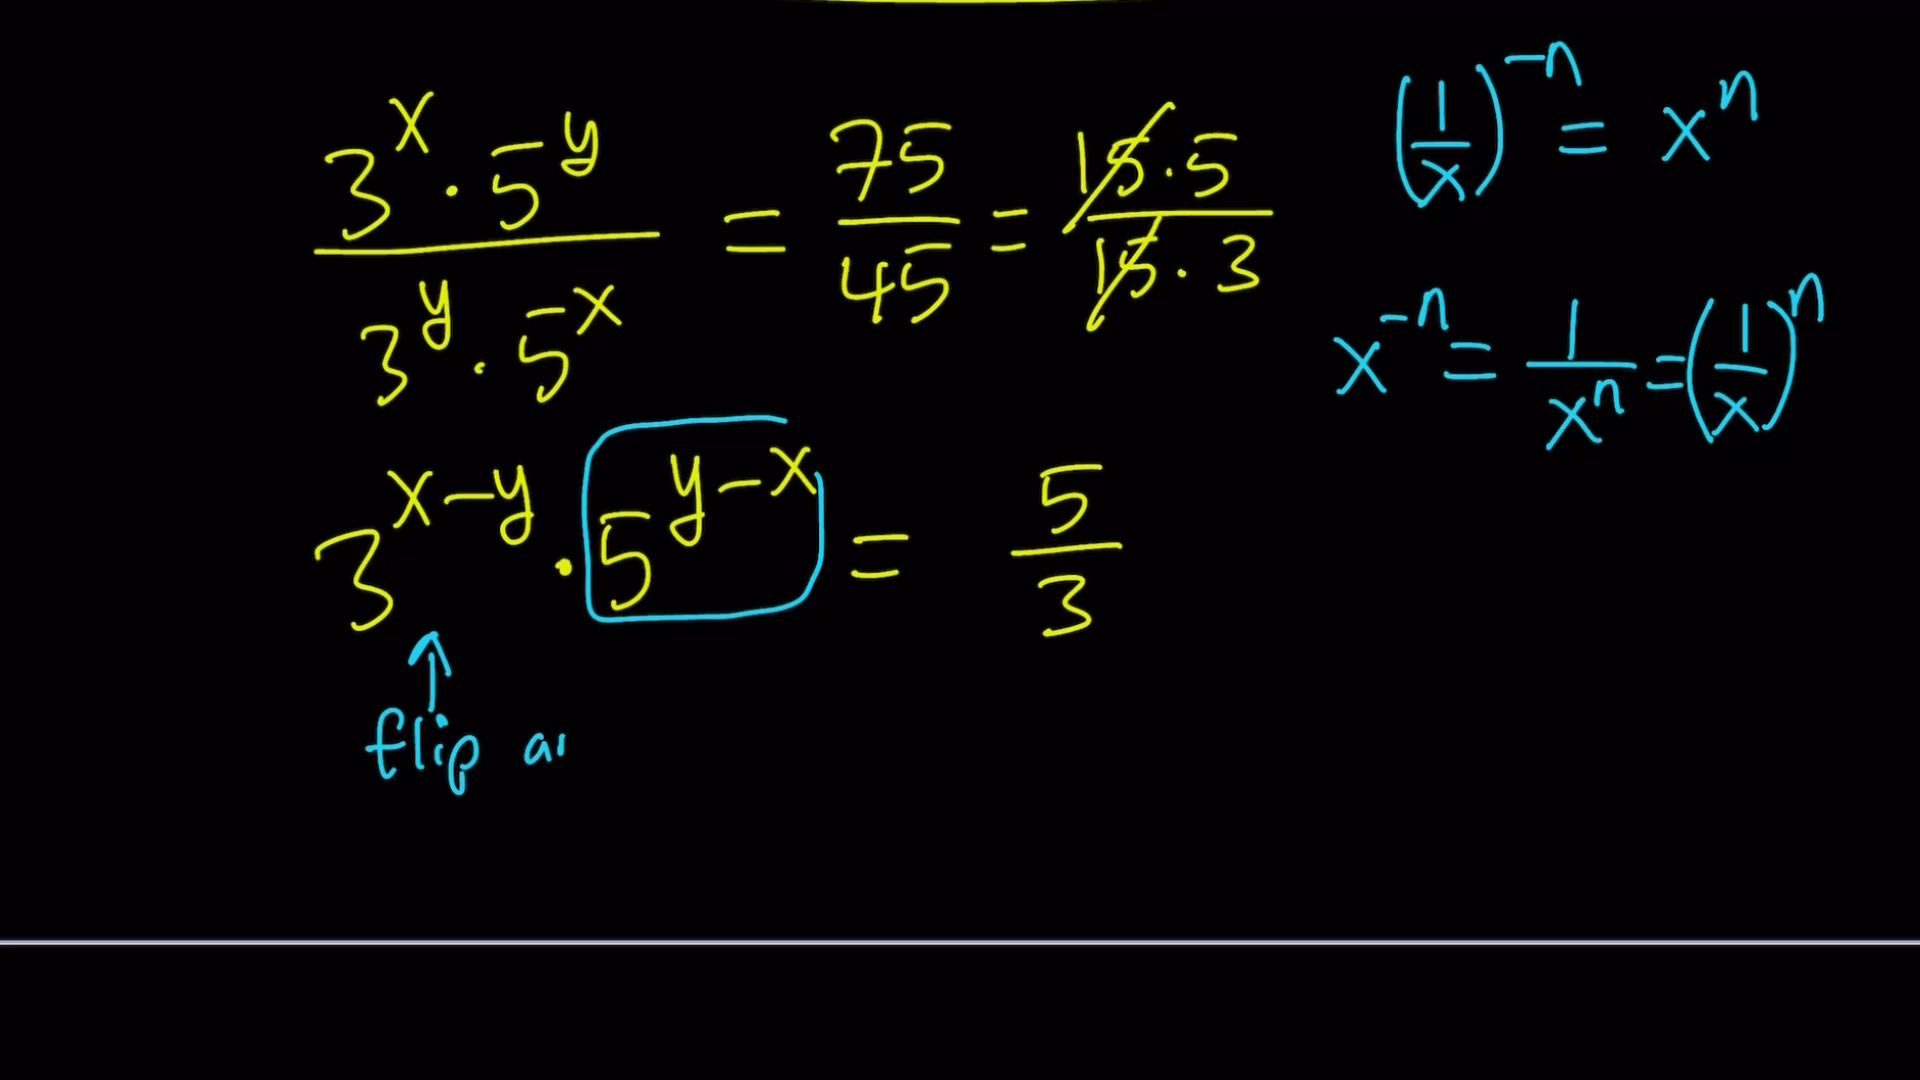 3^x · 5^y / 3^y · 5^x = 75/45 = 15·5 / 15·3
3^(x-y) · 5^(y-x) = 5/3
flip
(1/x)^(-n) = x^n
x^(-n) = 1/x^n = (1/x)^n